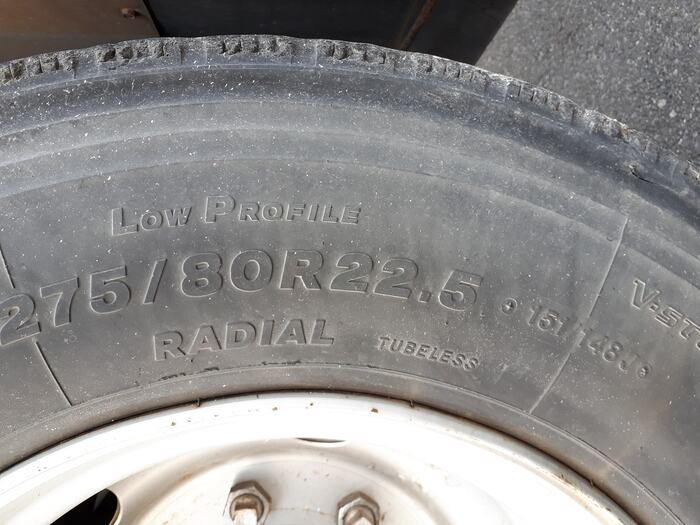 LOW PROFILE
275/80R22.5 151/148J
RADIAL TUBELESS